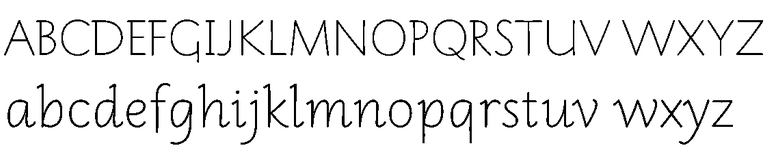 ABCDEFGIJKLMNOPQRSTUV WXYZ
abcdefghijklmnopqrstuv wxyz